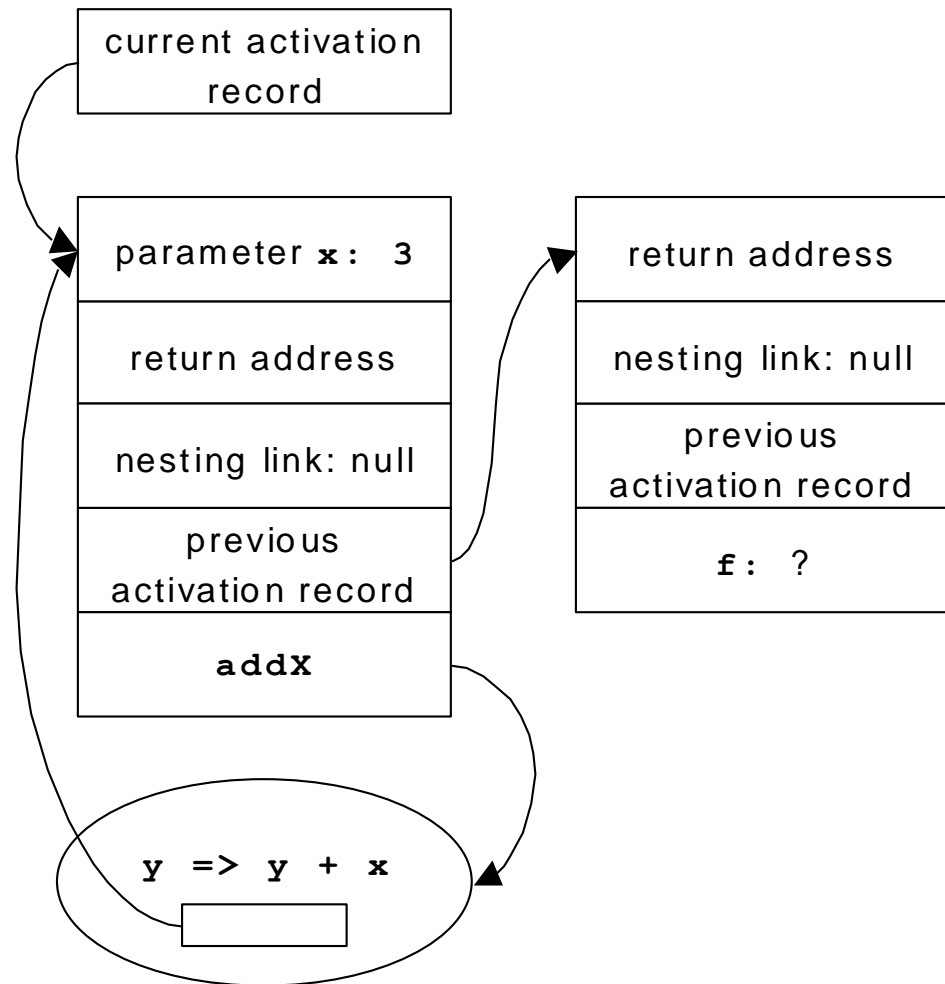 current activation
record
parameter x: 3
return address
nesting link: null
previous
activation record
addX
return address
nesting link: null
previous
activation record
f: ?
y => y + x